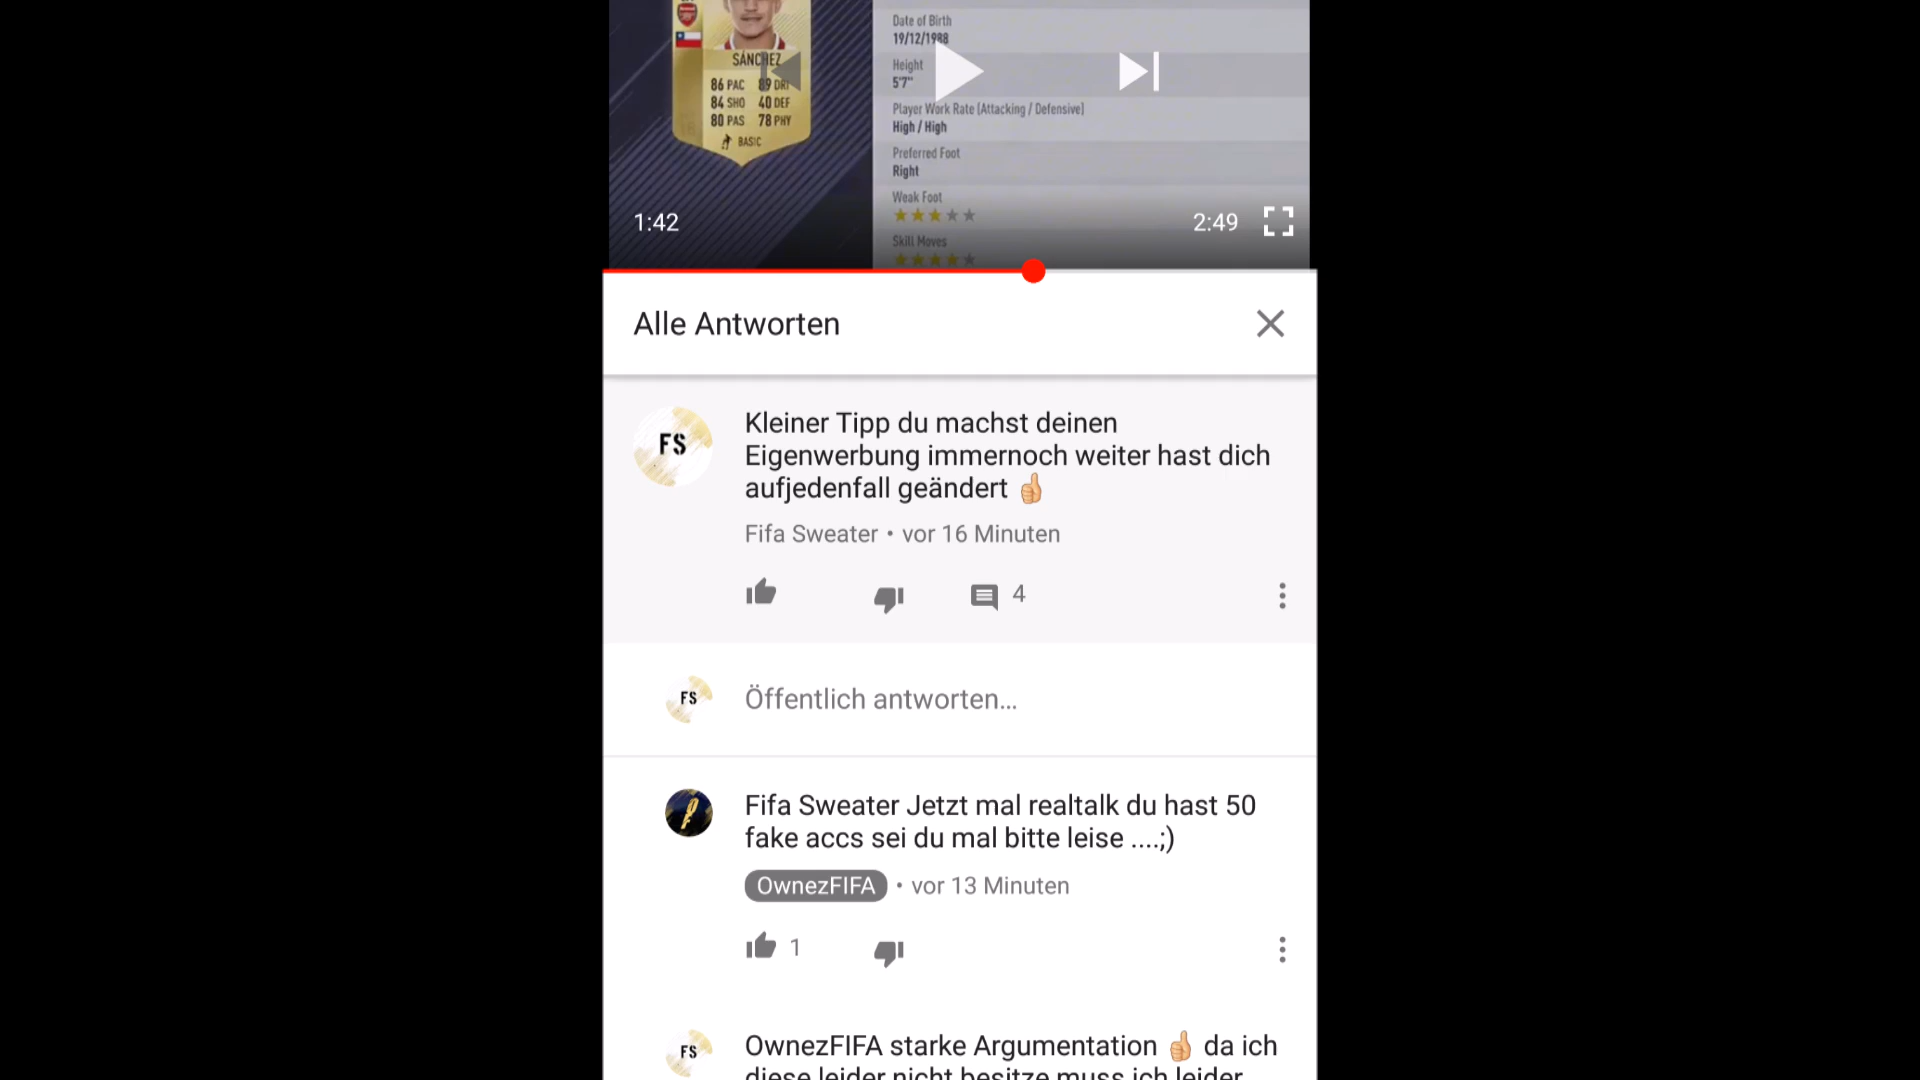 Date of Birth
19/12/1988
SÁNCHEZ
Height
5'7"
86 PAC 89 DRI
84 SHO 40 DEF
80 PAS 78 PHY
BASIC
Player Work Rate (Attacking / Defensive)
High / High
Preferred Foot
Right
Weak Foot
1:42
2:49
Skill Moves
Alle Antworten
FS
Kleiner Tipp du machst deinen
Eigenwerbung immernoch weiter hast dich
aufjedenfall geändert 👍
Fifa Sweater • vor 16 Minuten
4
FS
Öffentlich antworten...
Fifa Sweater Jetzt mal realtalk du hast 50
fake accs sei du mal bitte leise ....;)
OwnezFIFA • vor 13 Minuten
1
FS
OwnezFIFA starke Argumentation 👍 da ich
diese leider nicht besitze muss ich leider